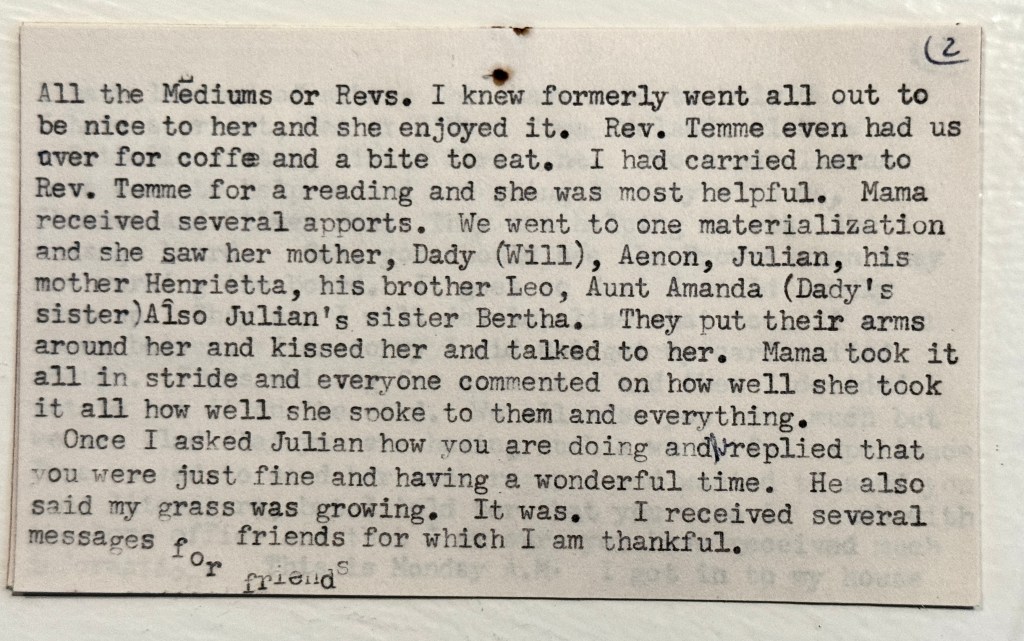 (2
All the Mediums or Revs. I knew formerly went all out to
be nice to her and she enjoyed it. Rev. Temme even had us
over for coffe and a bite to eat. I had carried her to
Rev. Temme for a reading and she was most helpful., Mama
received several apports. We went to one materialization
and she saw her mother, Dady (Will), Aenon, Julian, his
mother Henrietta, his brother Leo, Aunt Amanda (Dady's
sister)Also Julian's sister Bertha. They put their arms
around her and kissed her and talked to her. Mama took it
all in stride and everyone commented on how well she took
it all how well she spoke to them and everything.
Once I asked Julian how you are doing and replied that
you were just fine and having a wonderful time. He also
said my grass was growing. It was. I received several
messages for friends for which I am thankful.
friends